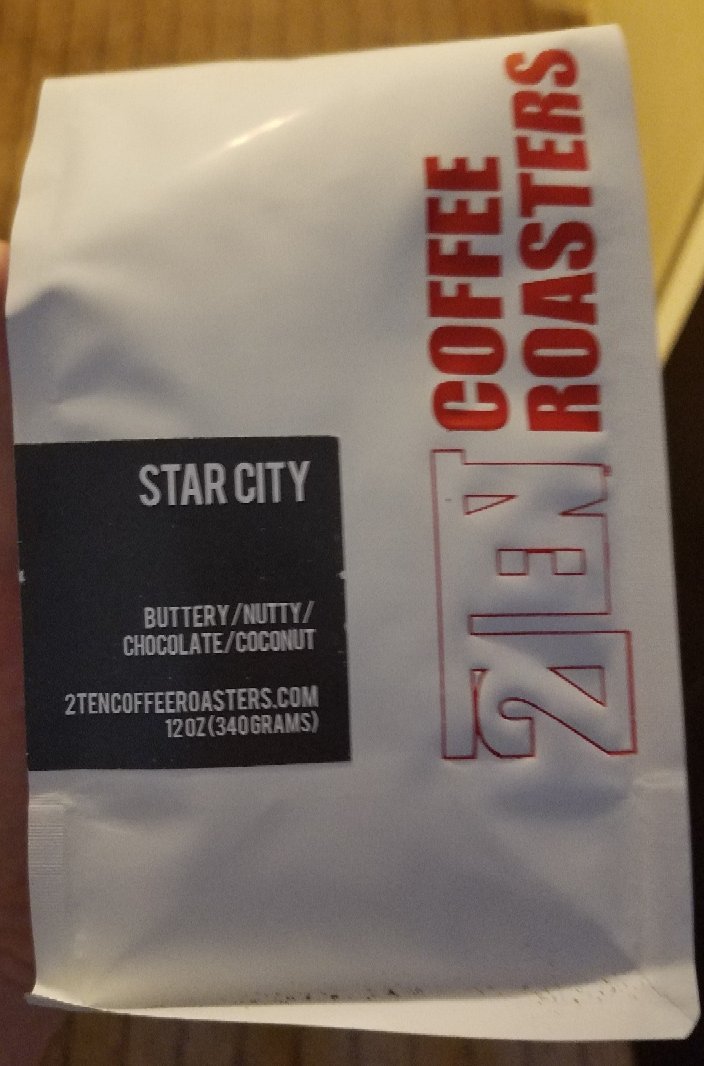 2TEN
COFFEE
ROASTERS
STAR CITY
BUTTERY/NUTTY/
CHOCOLATE/COCONUT
2TENCOFFEEROASTERS.COM
12OZ(340GRAMS)